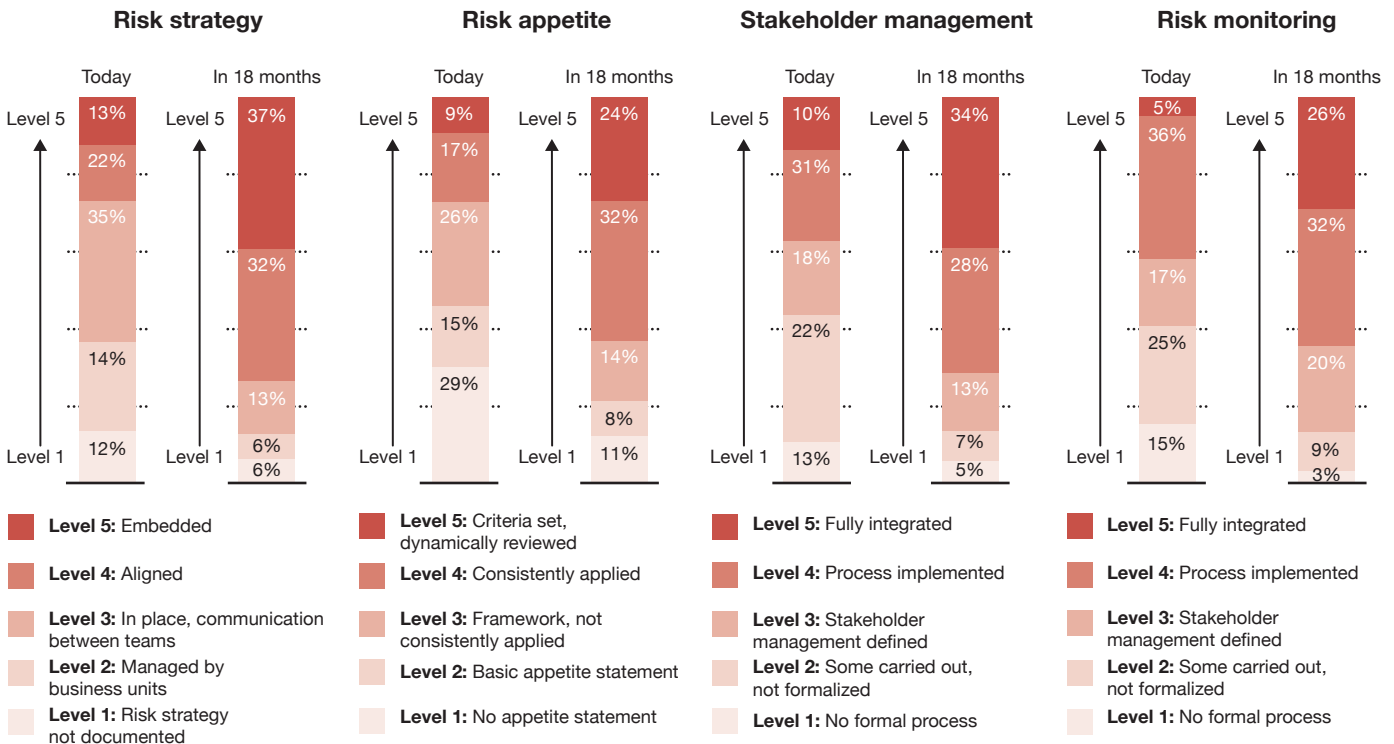 Risk strategy
Today
In 18 months
Level 5
13%
22%
35%
14%
12%
Level 1
Level 5
37%
32%
13%
6%
6%
Level 1
Level 5: Embedded
Level 4: Aligned
Level 3: In place, communication
between teams
Level 2: Managed by
business units
Level 1: Risk strategy
not documented
Risk appetite
Today
In 18 months
Level 5
9%
17%
26%
15%
29%
Level 1
Level 5
24%
32%
14%
8%
11%
Level 1
Level 5: Criteria set,
dynamically reviewed
Level 4: Consistently applied
Level 3: Framework, not
consistently applied
Level 2: Basic appetite statement
Level 1: No appetite statement
Stakeholder management
Today
In 18 months
Level 5
10%
31%
18%
22%
13%
Level 1
Level 5
34%
28%
13%
7%
5%
Level 1
Level 5: Fully integrated
Level 4: Process implemented
Level 3: Stakeholder
management defined
Level 2: Some carried out,
not formalized
Level 1: No formal process
Risk monitoring
Today
In 18 months
Level 5
5%
36%
17%
25%
15%
Level 1
Level 5
26%
32%
20%
9%
3%
Level 1
Level 5: Fully integrated
Level 4: Process implemented
Level 3: Stakeholder
management defined
Level 2: Some carried out,
not formalized
Level 1: No formal process